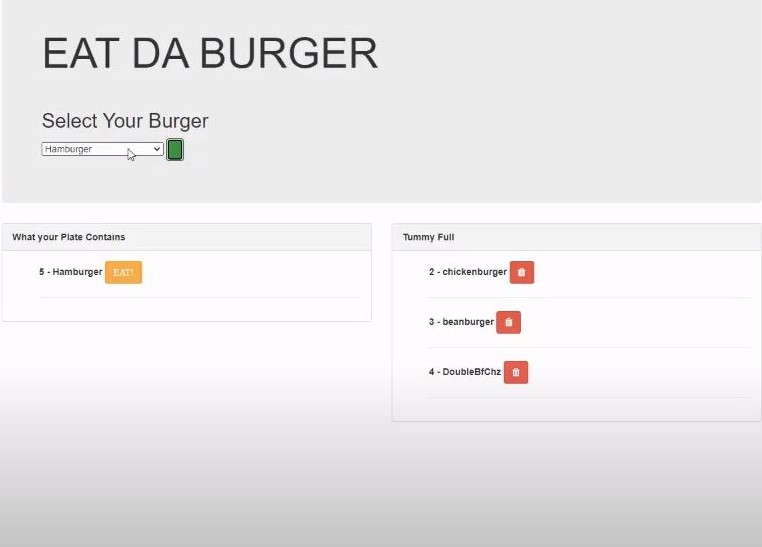 EAT DA BURGER
Select Your Burger
Hamburger
What your Plate Contains
5 - Hamburger EAT!
Tummy Full
2 - chickenburger
3 - beanburger
4 - DoubleBfChz